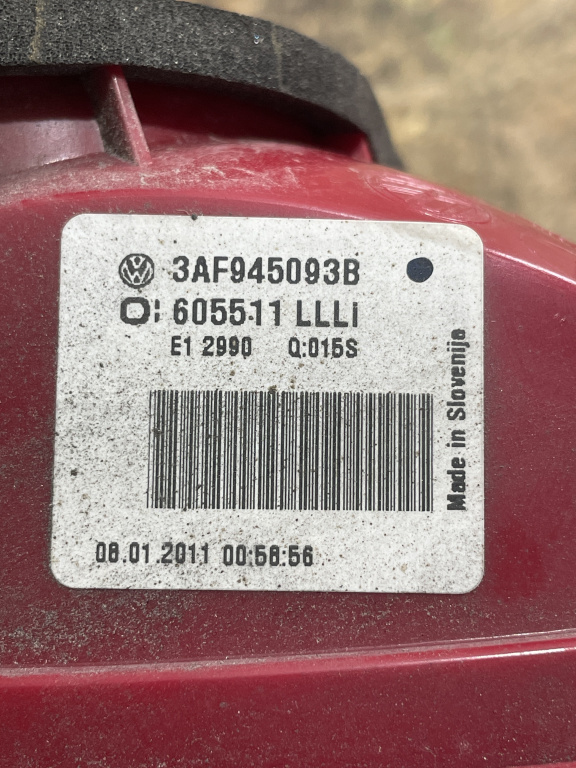 3AF945093B
O: 605511 LLLI
E1 2990 Q:015S
Made in Slovenije
08.01.2011 00:58:56